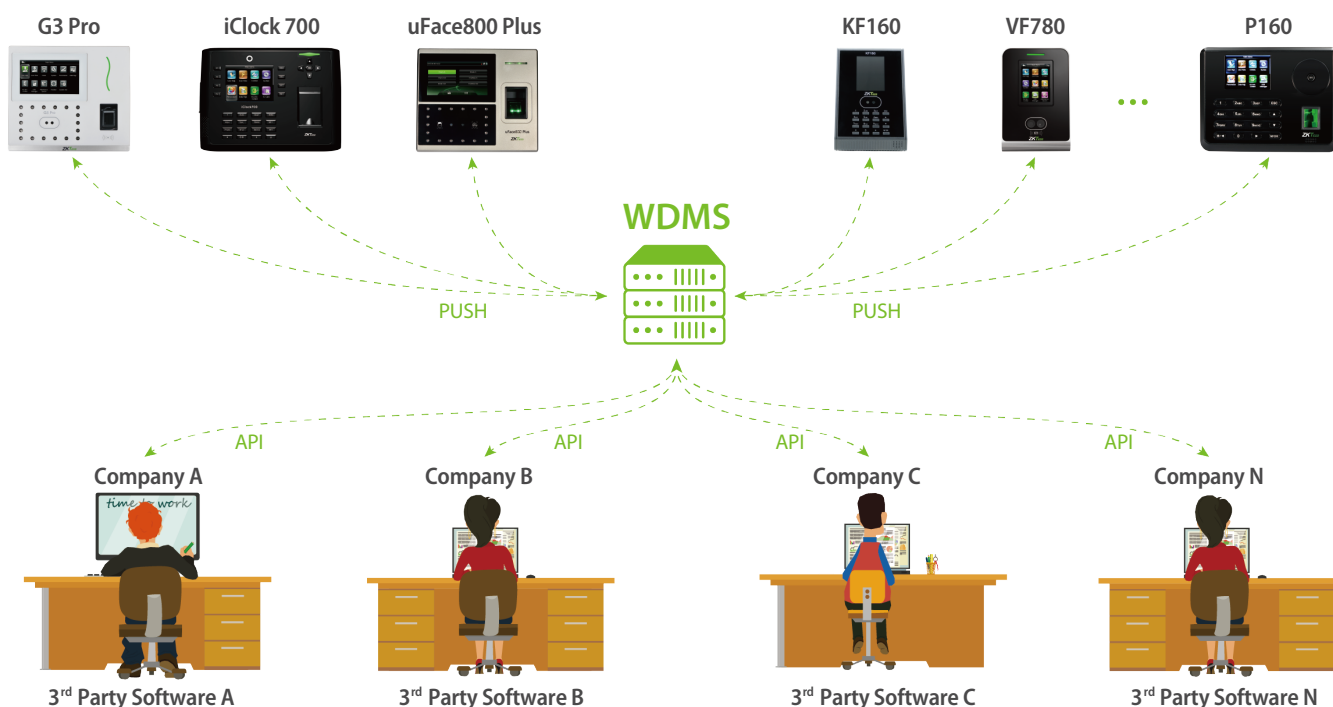 G3 Pro
iClock 700
uFace800 Plus
KF160
VF780
P160
WDMS
PUSH
PUSH
API
API
API
API
Company A
Company B
Company C
Company N
time to work
3rd Party Software A
3rd Party Software B
3rd Party Software C
3rd Party Software N